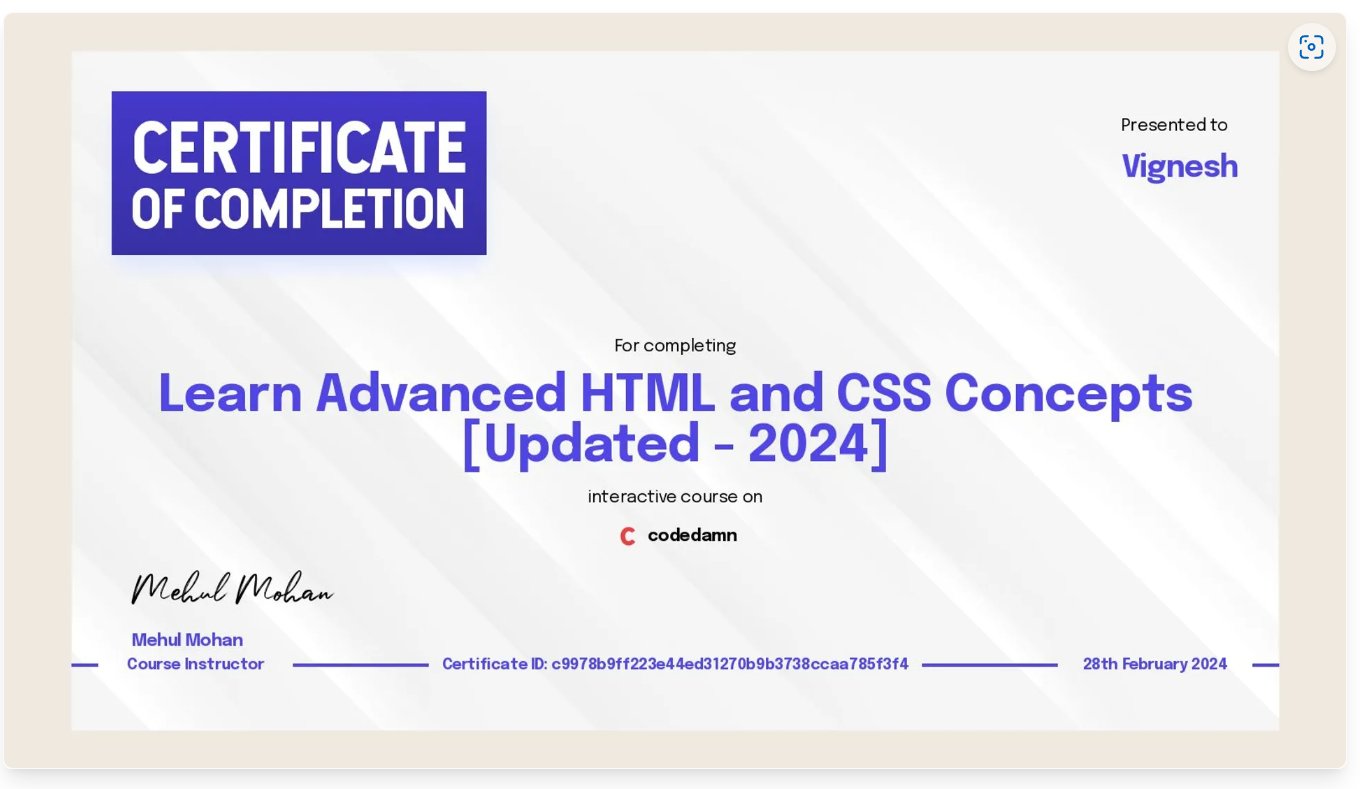 CERTIFICATE
OF COMPLETION
Presented to
Vignesh
For completing
Learn Advanced HTML and CSS Concepts
[Updated - 2024]
interactive course on
codedamn
Mehul Mohan
Mehul Mohan
Course Instructor
Certificate ID: c9978b9ff223e44ed31270b9b3738ccaa785f3f4
28th February 2024